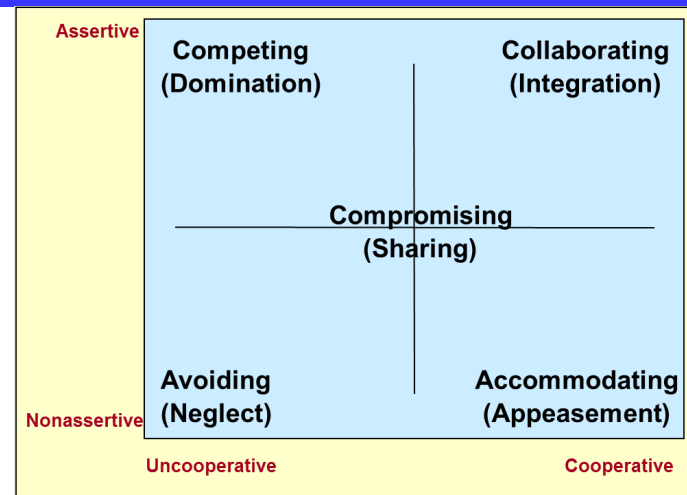 Assertive
Competing
(Domination)
Collaborating
(Integration)
Compromising
(Sharing)
Avoiding
(Neglect)
Accommodating
(Appeasement)
Nonassertive
Uncooperative
Cooperative